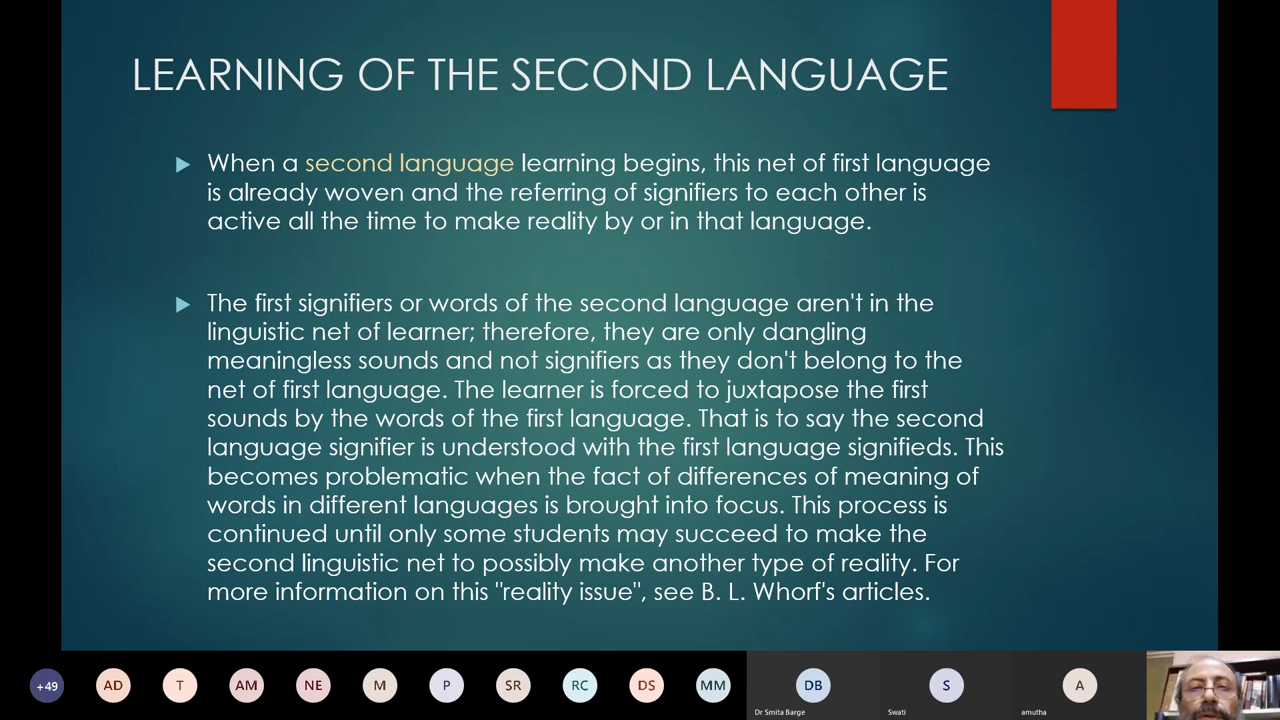 LEARNING OF THE SECOND LANGUAGE
When a second language learning begins, this net of first language
is already woven and the referring of signifiers to each other is
active all the time to make reality by or in that language.
The first signifiers or words of the second language aren't in the
linguistic net of learner; therefore, they are only dangling
meaningless sounds and not signifiers as they don't belong to the
net of first language. The learner is forced to juxtapose the first
sounds by the words of the first language. That is to say the second
language signifier is understood with the first language signifieds. This
becomes problematic when the fact of differences of meaning of
words in different languages is brought into focus. This process is
continued until only some students may succeed to make the
second linguistic net to possibly make another type of reality. For
more information on this "reality issue", see B. L. Whorf's articles.
+49 AD T AM NE M P SR RC DS MM DB S A
Dr Smita Barge Swati amutha